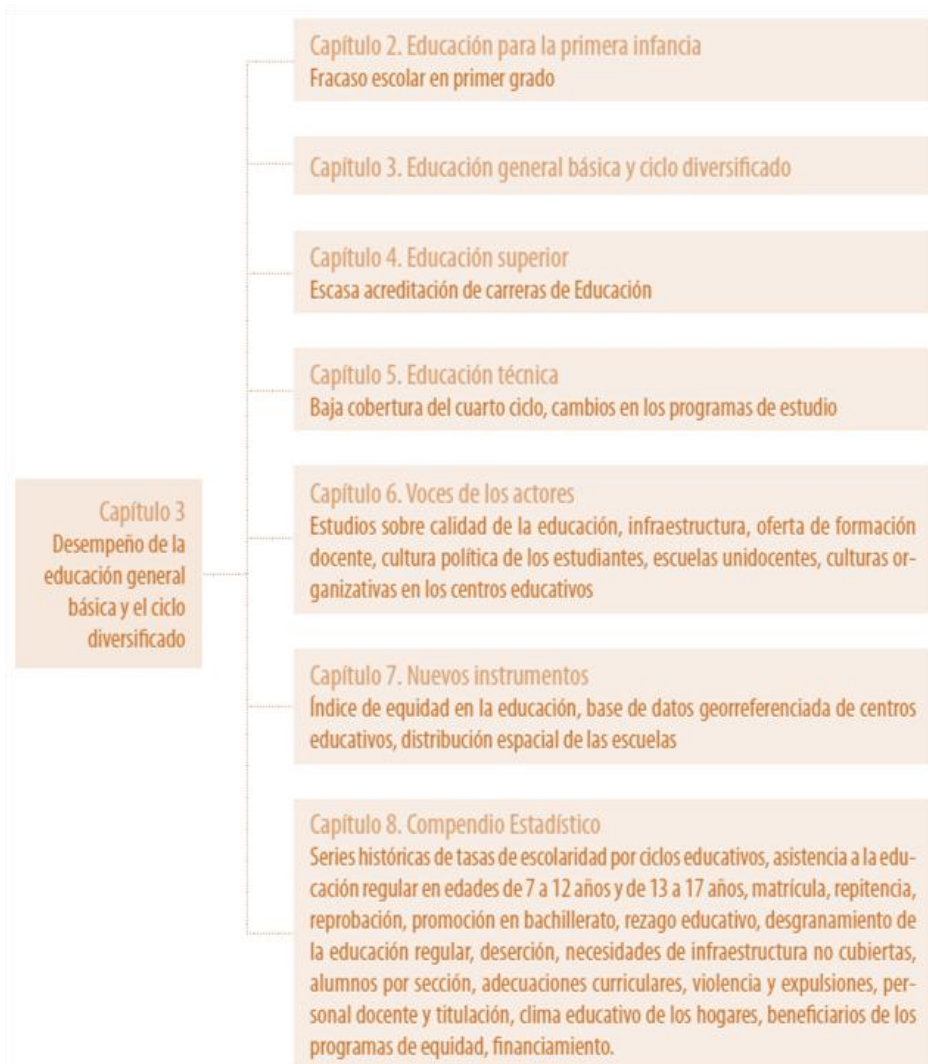 Capítulo 2. Educación para la primera infancia
Fracaso escolar en primer grado
Capítulo 3. Educación general básica y ciclo diversificado
Capítulo 4. Educación superior
Escasa acreditación de carreras de Educación
Capítulo 5. Educación técnica
Baja cobertura del cuarto ciclo, cambios en los programas de estudio
Capítulo 3
Desempeño de la
educación general
básica y el ciclo
diversificado
Capítulo 6. Voces de los actores
Estudios sobre calidad de la educación, infraestructura, oferta de formación
docente, cultura política de los estudiantes, escuelas unidocentes, culturas or-
ganizativas en los centros educativos
Capítulo 7. Nuevos instrumentos
Índice de equidad en la educación, base de datos georreferenciada de centros
educativos, distribución espacial de las escuelas
Capítulo 8. Compendio Estadístico
Series históricas de tasas de escolaridad por ciclos educativos, asistencia a la edu-
cación regular en edades de 7 a 12 años y de 13 a 17 años, matrícula, repitencia,
reprobación, promoción en bachillerato, rezago educativo, desgranamiento de
la educación regular, deserción, necesidades de infraestructura no cubiertas,
alumnos por sección, adecuaciones curriculares, violencia y expulsiones, per-
sonal docente y titulación, clima educativo de los hogares, beneficiarios de los
programas de equidad, financiamiento.